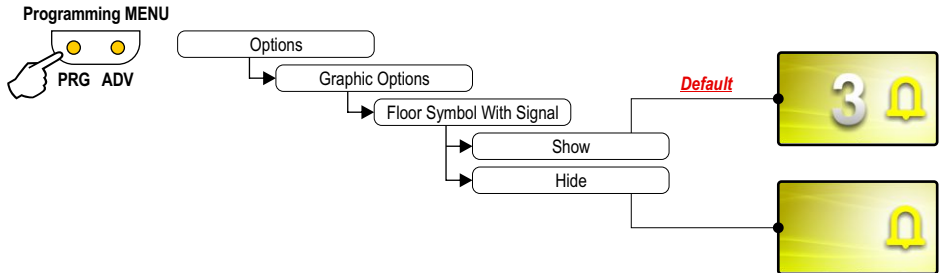 Programming MENU
PRG ADV
Options
Graphic Options
Floor Symbol With Signal
Show
Hide
Default
3